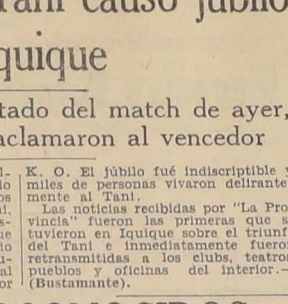 Tani causó júbilo
quique
tado del match de ayer,
aclamaron al vencedor
K. O. El júbilo fué indiscriptible y
miles de personas vivaron delirante-
mente al Tani.
Las noticias recibidas por "La Pro
vincia" fueron las primeras que s
tuvieron en Iquique sobre el triunf
del Tani e inmediatamente fuero
retransmitidas a los clubs, teatros
pueblos y oficinas del interior.—
(Bustamante).